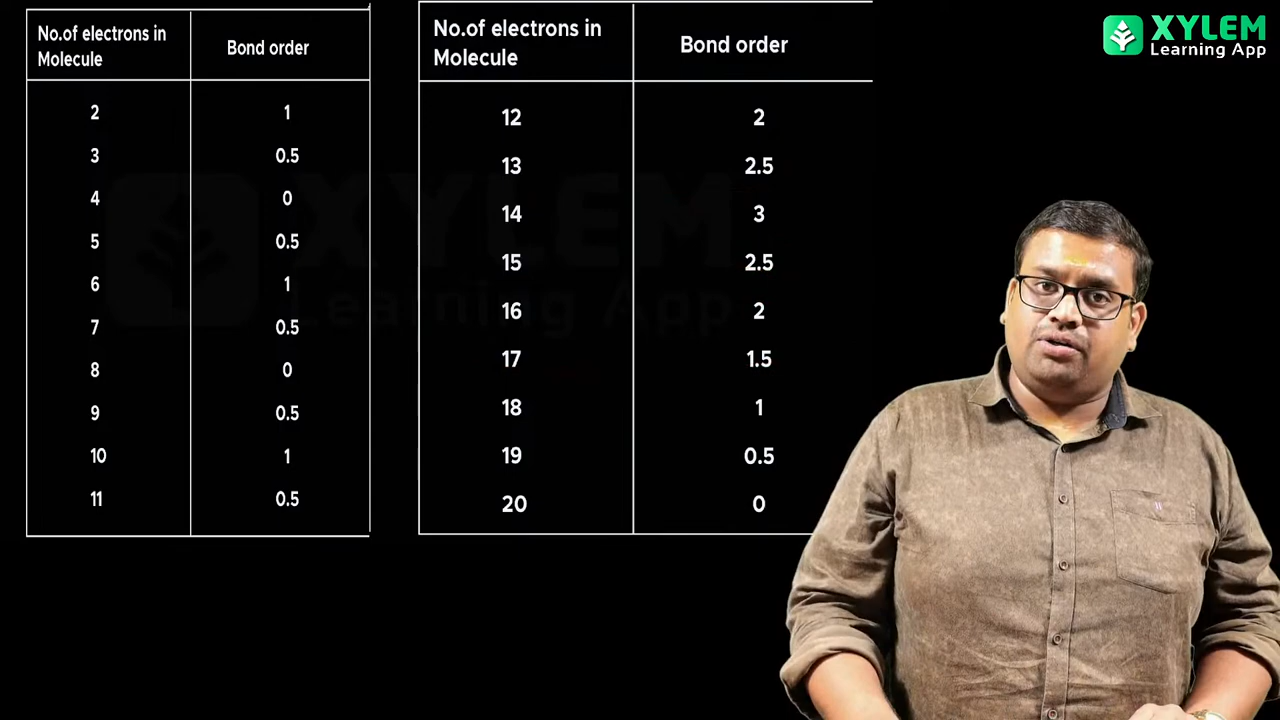 No.of electrons in
Molecule
Bond order
2 1
3 0.5
4 0
5 0.5
6 1
7 0.5
8 0
9 0.5
10 1
11 0.5
No.of electrons in
Molecule
Bond order
12 2
13 2.5
14 3
15 2.5
16 2
17 1.5
18 1
19 0.5
20 0
XYLEM
Learning App
XYLEM
Learning App